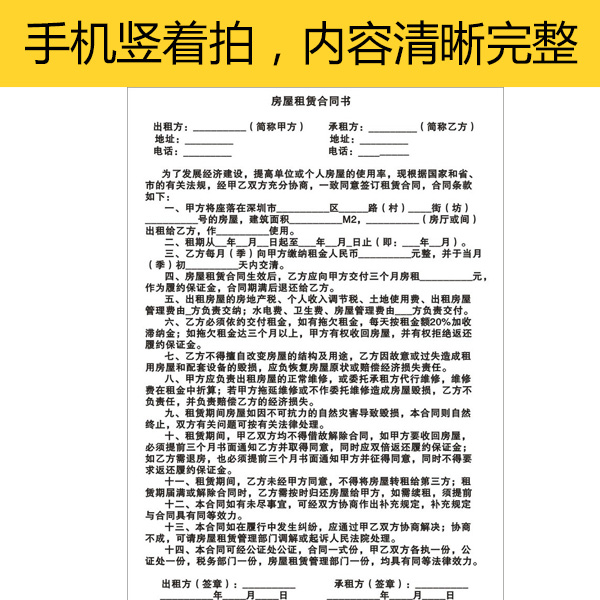 手机竖着拍，内容清晰完整
房屋租赁合同书
出租方：__________（简称甲方） 承租方：__________（简称乙方）
地址：__________ 地址：__________
电话：__________ 电话：__________
为了发展经济建设，提高单位或个人房屋的使用率，现根据国家和省、
市的有关法规，经甲乙双方充分协商，一致同意签订租赁合同，合同条款
如下：
一、甲方将座落在深圳市__________区______路（村）____街（坊）
__________号的房屋，建筑面积__________M2，__________（房厅或间）
出租给乙方，作__________使用。
二、租期从__年__月__日起至___年__月__日止（即：___年__月）。
三、乙方每月（季）向甲方缴纳租金人民币__________元整，并于当月
（季）初__________天内交清。
四、房屋租赁合同生效后，乙方应向甲方交付三个月房租__________元，
作为履约保证金，合同期满后退还给乙方。
五、出租房屋的房地产税、个人收入调节税、土地使用费、出租房屋
管理费由_方负责交纳；水电费、卫生费、房屋管理费由___方负责交付。
六、乙方必须依约交付租金，如有拖欠租金，每天按租金额20%加收
滞纳金；如拖欠租金达三个月以上，甲方有权收回房屋，并有权拒绝返还
履约保证金。
七、乙方不得擅自改变房屋的结构及用途，乙方因故意或过失造成租
用房屋和配套设备的毁损，应负恢复房屋原状或赔偿经济损失责任。
八、甲方应负责出租房屋的正常维修，或委托承租方代行维修，维修
费在租金中折算；若甲方拖延维修或不作委托维修造成房屋毁损，乙方不
负责任，并负责赔偿乙方的经济损失。
九、租赁期间房屋如因不可抗力的自然灾害导致毁损，本合同则自然
终止，双方有关问题可按有关法律处理。
十、租赁期间，甲乙双方均不得借故解除合同，如甲方要收回房屋，
必须提前三个月书面通知乙方并取得同意，同时应双倍返还履约保证金；
如乙方需退房，也必须提前三个月书面通知甲方并征得同意，同时不得要
求返还履约保证金。
十一、租赁期间，乙方未经甲方同意，不得将房屋转租给第三方；租
赁期届满或解除合同时，乙方需按时归还房屋给甲方，如需续租，须提前
十二、本合同如有未尽事宜，可经双方协商作出补充规定，补充规定
与合同具有同等效力。
十三、本合同如在履行中发生纠纷，应通过甲乙双方协商解决；协商
不成，可请房屋租赁管理部门调解或起诉人民法院处理。
十四、本合同可经公证处公证，合同一式份，甲乙双方各执一份，公
证处一份，税务部门一份，房屋租赁管理部门一份，均具有同等法律效力。
出租方（签章）：__________ 承租方（签章）：__________
__________年____月____日 __________年____月____日